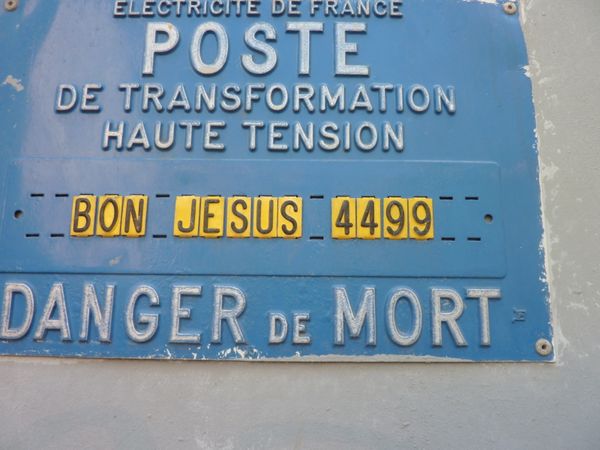 ELECTRICITE DE FRANCE
POSTE
DE TRANSFORMATION
HAUTE TENSION
BON JESUS 4499
DANGER DE MORT